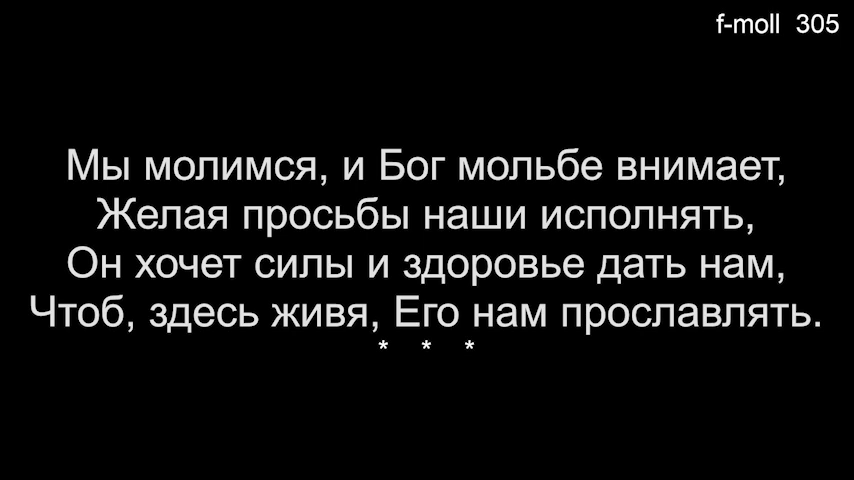 f-moll 305
Мы молимся, и Бог мольбе внимает,
Желая просьбы наши исполнять,
Он хочет силы и здоровье дать нам,
Чтоб, здесь живя, Его нам прославлять.
* * *